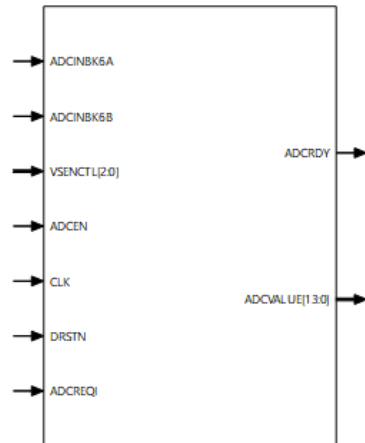 ADCINBK6A
ADCINBK6B
VSENCTL[2:0]
ADCEN
CLK
DRSTN
ADCREQI
ADCRDY
ADCVALUE[13:0]